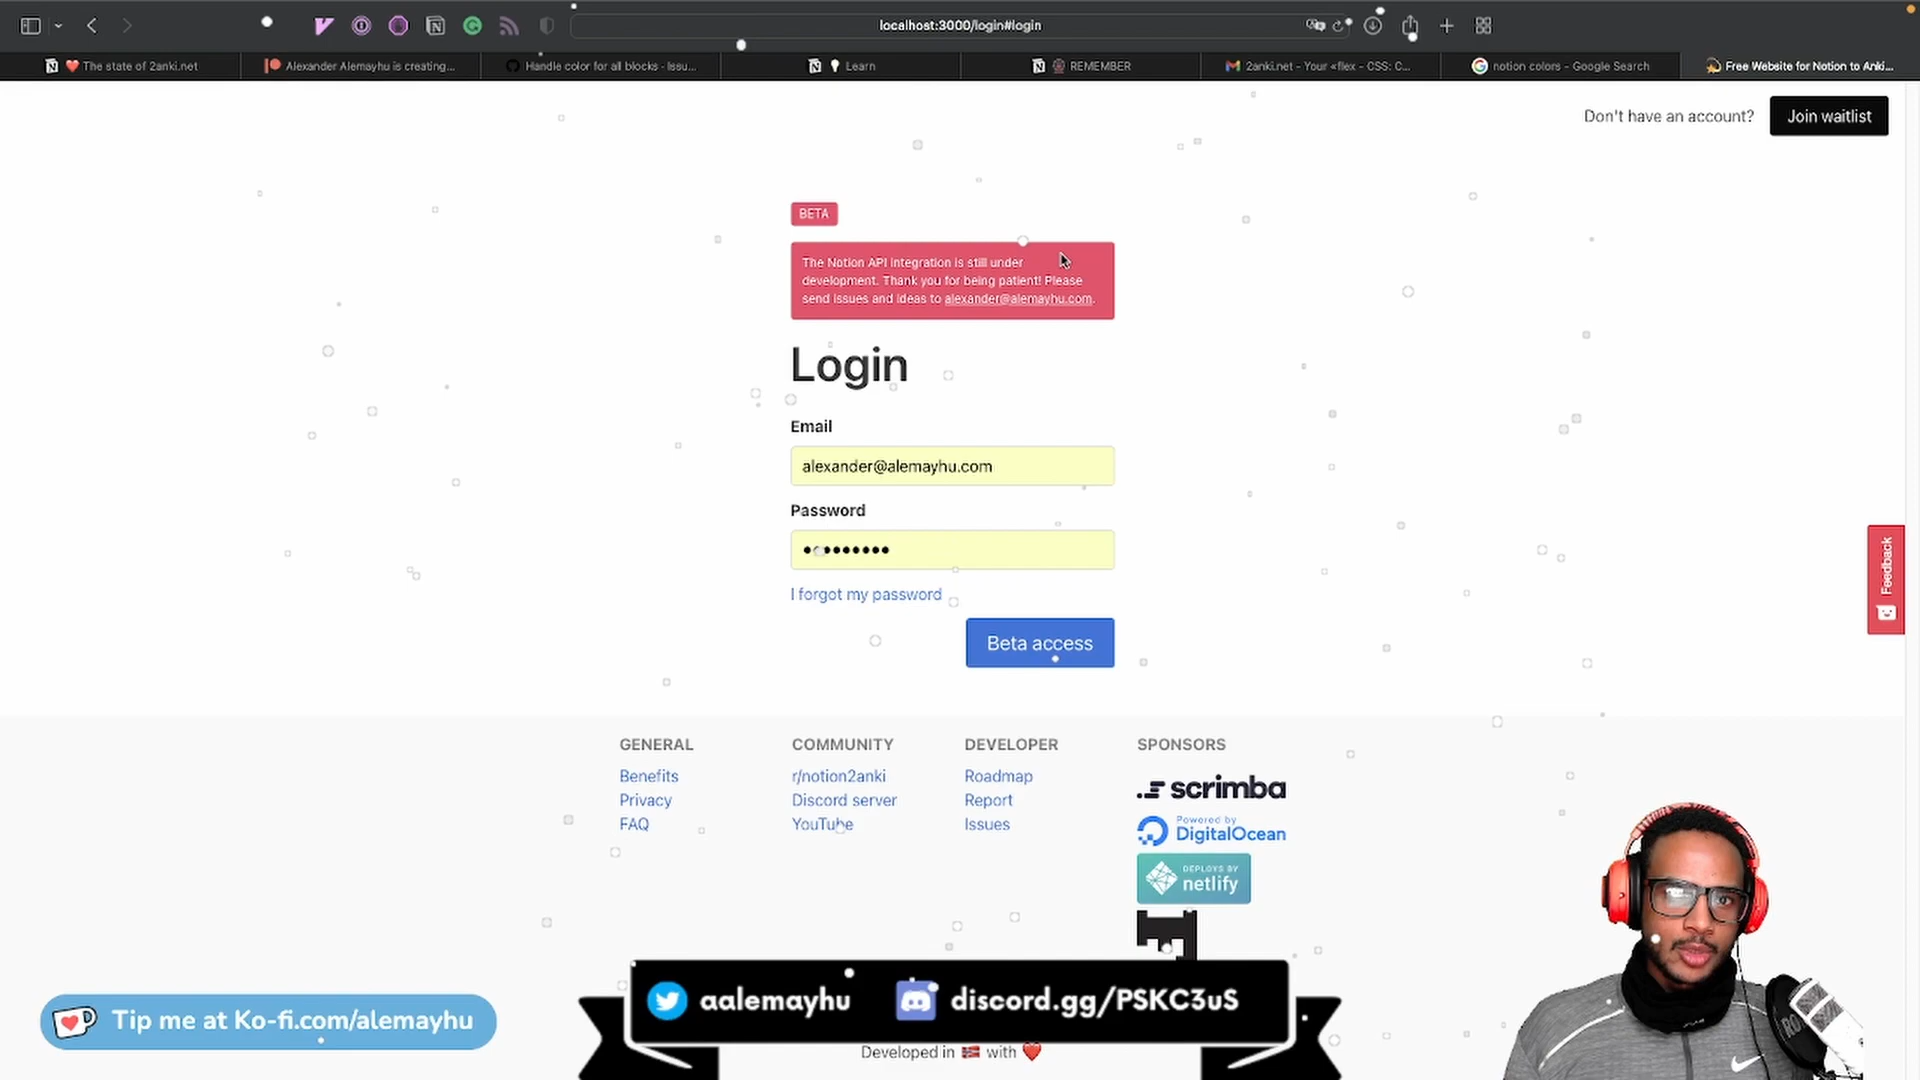 localhost:3000/login#login
❤️ The state of 2anki.net
Alexander Alemayhu is creating...
Handle color for all blocks - Issu...
Learn
REMEMBER
2anki.net - Your «flex - CSS: C...
notion colors - Google Search
Free Website for Notion to Anki...
Don't have an account?
Join waitlist
BETA
The Notion API integration is still under
development. Thank you for being patient! Please
send issues and ideas to alexander@alemayhu.com.
Login
Email
alexander@alemayhu.com
Password
I forgot my password
Beta access
Feedback
GENERAL
Benefits
Privacy
FAQ
COMMUNITY
r/notion2anki
Discord server
YouTube
DEVELOPER
Roadmap
Report
Issues
SPONSORS
scrimba
Powered by
DigitalOcean
DEPLOYS BY
netlify
Tip me at Ko-fi.com/alemayhu
aalemayhu
discord.gg/PSKC3uS
Developed in 🇳🇴 with ❤️